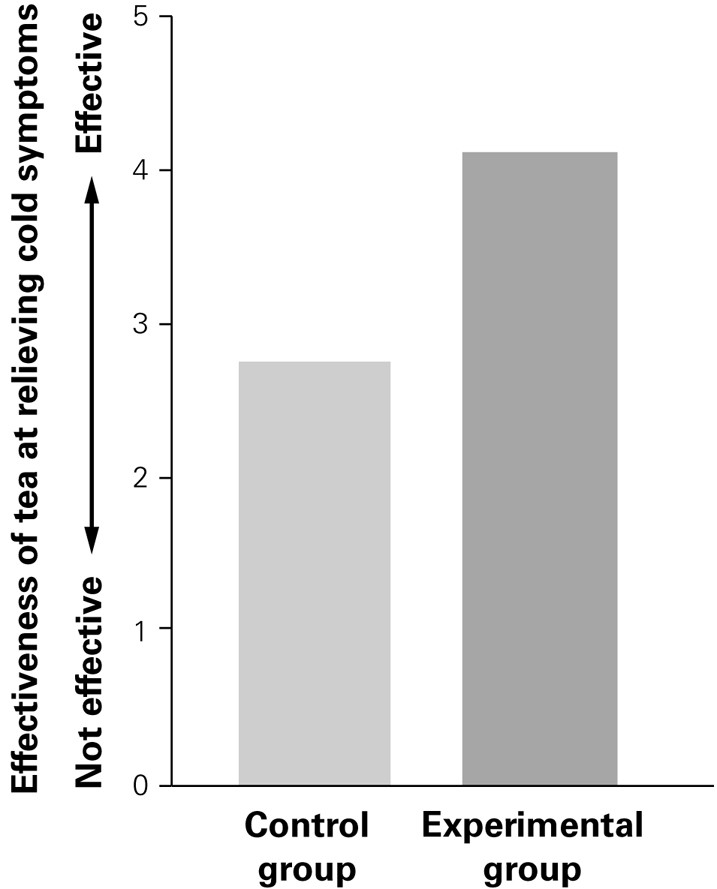 Effectiveness of tea at relieving cold symptoms
Not effective
Effective
5
4
3
2
1
0
Control
group
Experimental
group